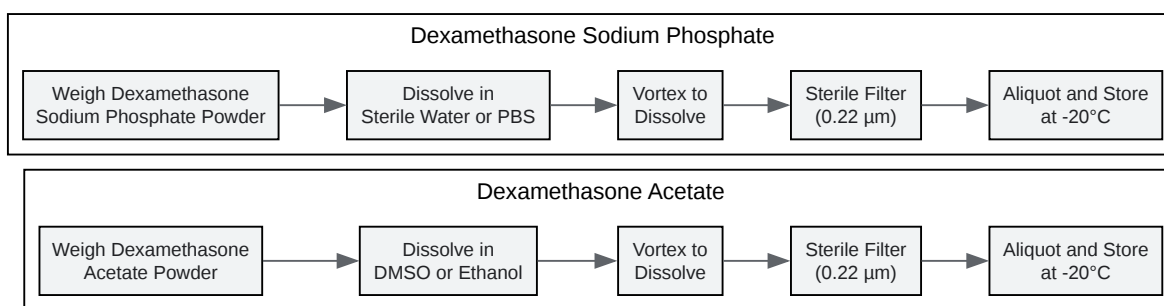 Dexamethasone Sodium Phosphate
Weigh Dexamethasone
Sodium Phosphate Powder
Dissolve in
Sterile Water or PBS
Vortex to
Dissolve
Sterile Filter
(0.22 µm)
Aliquot and Store
at -20°C
Dexamethasone Acetate
Weigh Dexamethasone
Acetate Powder
Dissolve in
DMSO or Ethanol
Vortex to
Dissolve
Sterile Filter
(0.22 µm)
Aliquot and Store
at -20°C